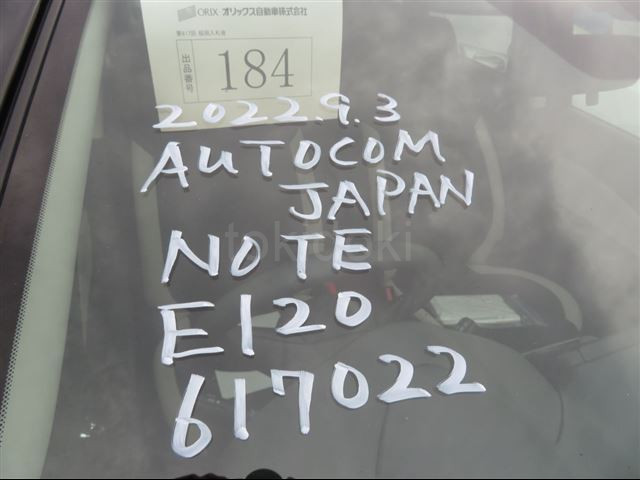 ORIX オリックス自動車株式会社
出品番号
184
2022.9.3
AUTOCOM
JAPAN
NOTE
E120
617022